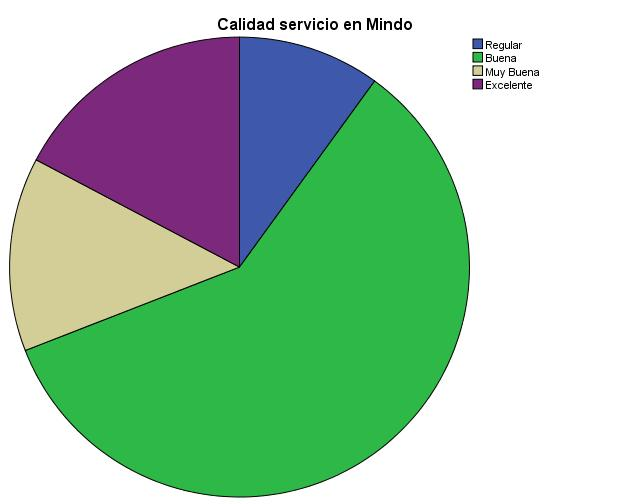 Calidad servicio en Mindo
Regular
Buena
Muy Buena
Excelente